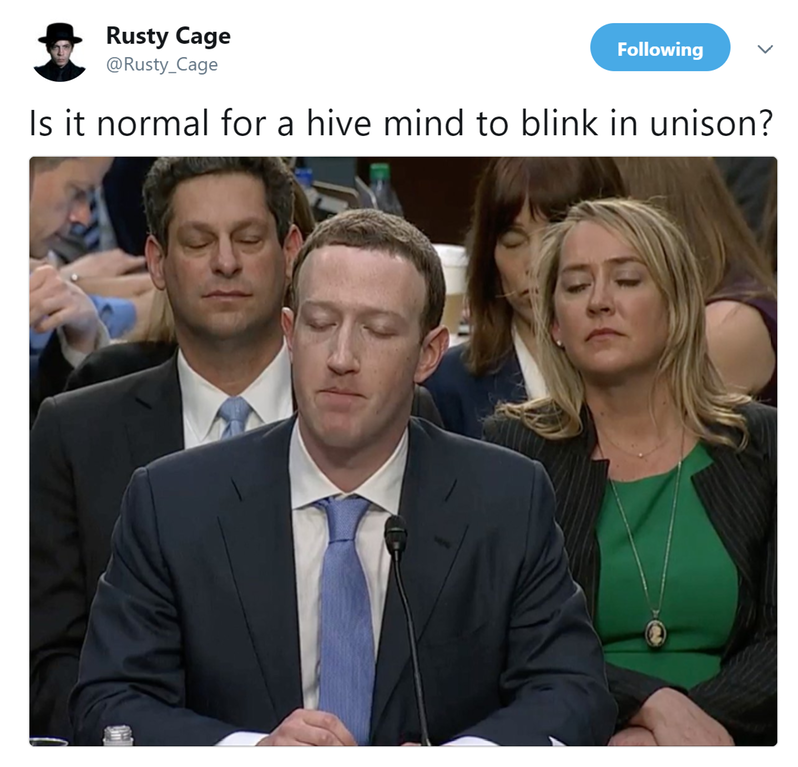 Rusty Cage
@Rusty_Cage
Following
Is it normal for a hive mind to blink in unison?